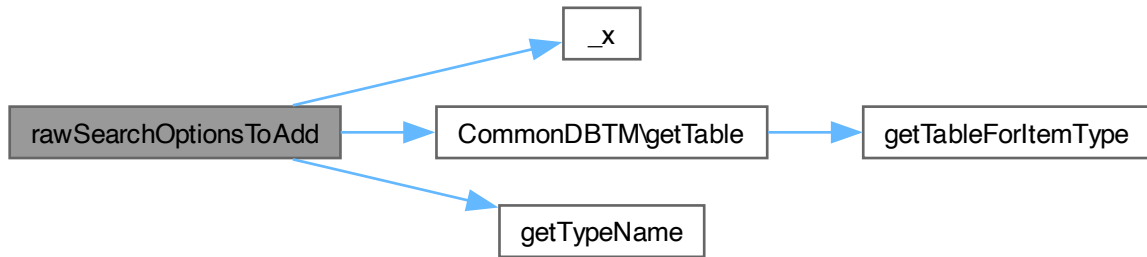 _x
rawSearchOptionsToAdd
CommonDBTM\getTable
getTableForItemType
getTypeName